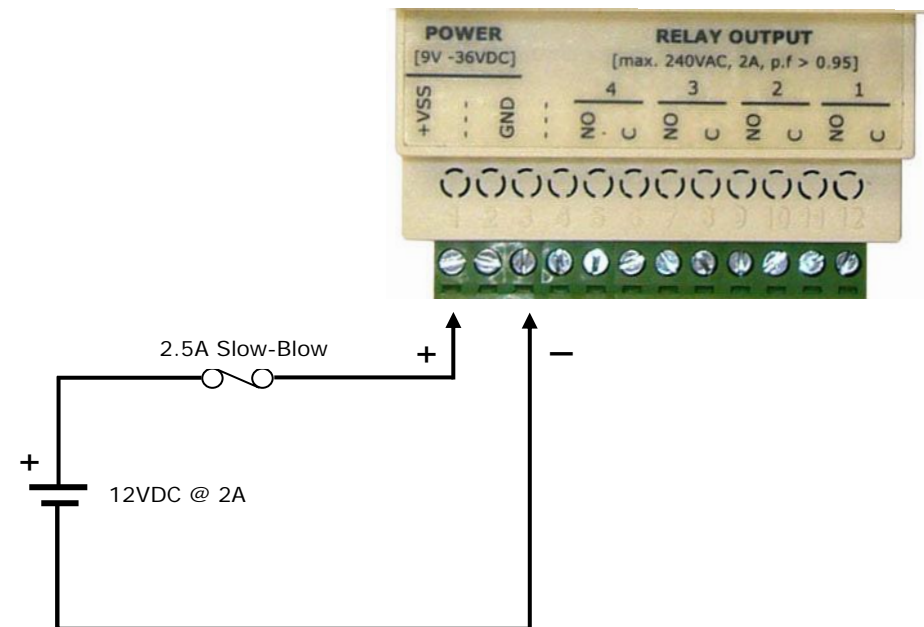 POWER
[9V -36VDC]
RELAY OUTPUT
[max. 240VAC, 2A, p.f > 0.95]
4 3 2 1
+VSS --- GND --- NO C NO C NO C NO C
1 2 3 4 5 6 7 8 9 10 11 12
2.5A Slow-Blow
+ −
+
12VDC @ 2A